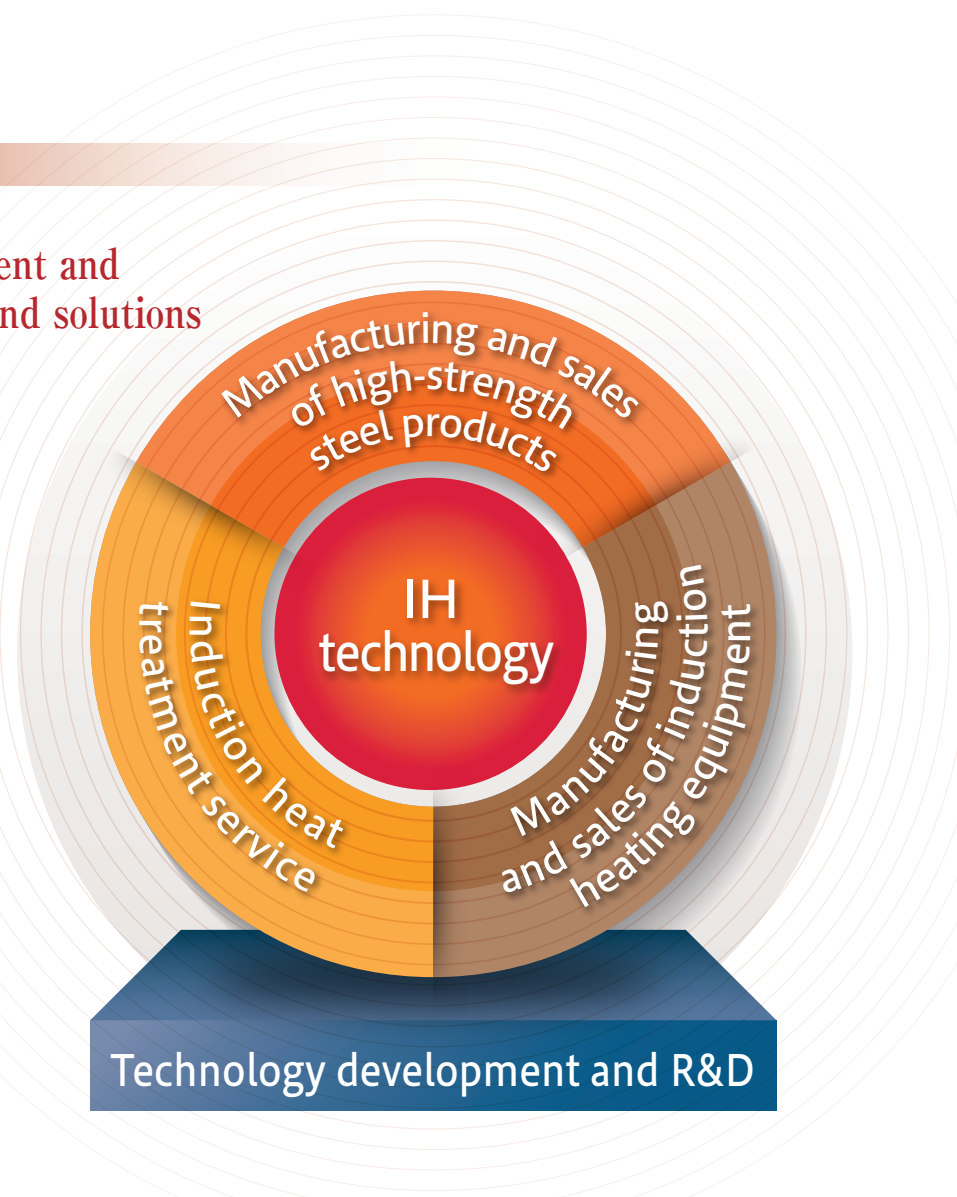 ent and
nd solutions
Manufacturing and sales
of high-strength
steel products
IH
technology
Induction heat
treatment service
Manufacturing
and sales of induction
heating equipment
Technology development and R&D